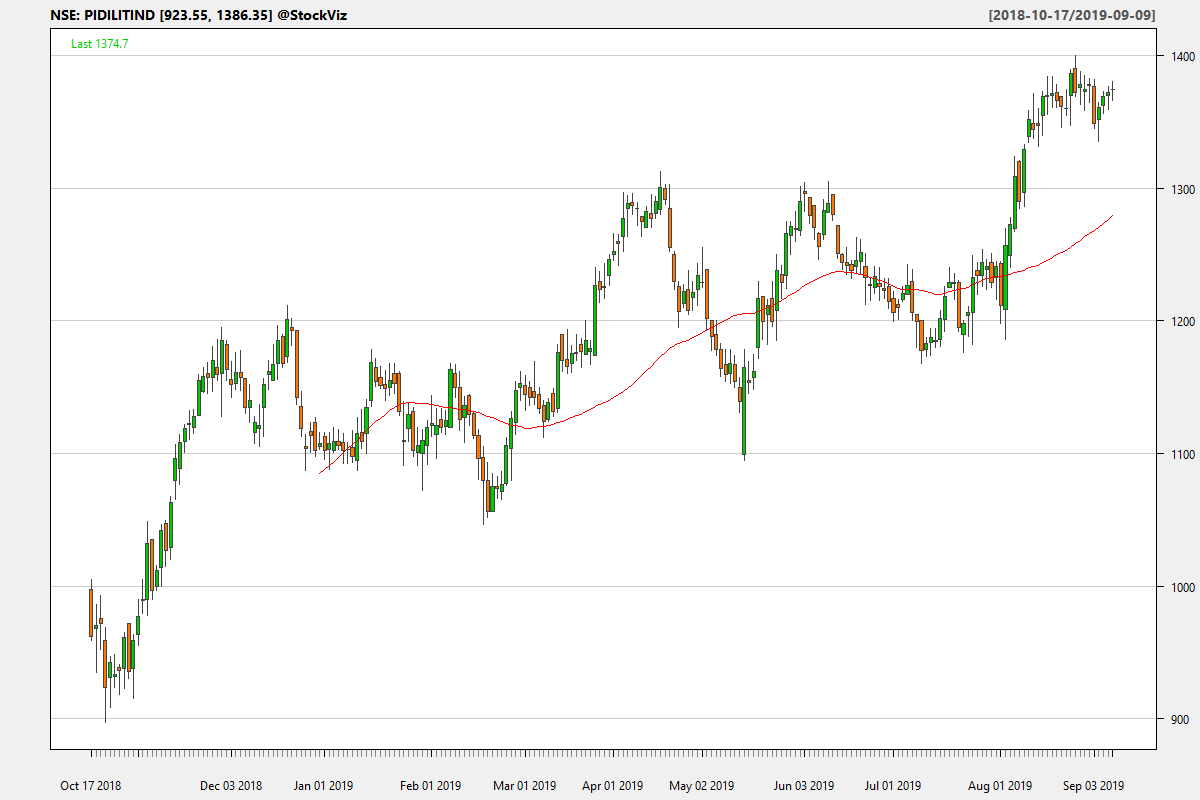 NSE: PIDILITIND [923.55, 1386.35] @StockViz [2018-10-17/2019-09-09]
Last 1374.7
1400
1300
1200
1100
1000
900
Oct 17 2018 Dec 03 2018 Jan 01 2019 Feb 01 2019 Mar 01 2019 Apr 01 2019 May 02 2019 Jun 03 2019 Jul 01 2019 Aug 01 2019 Sep 03 2019